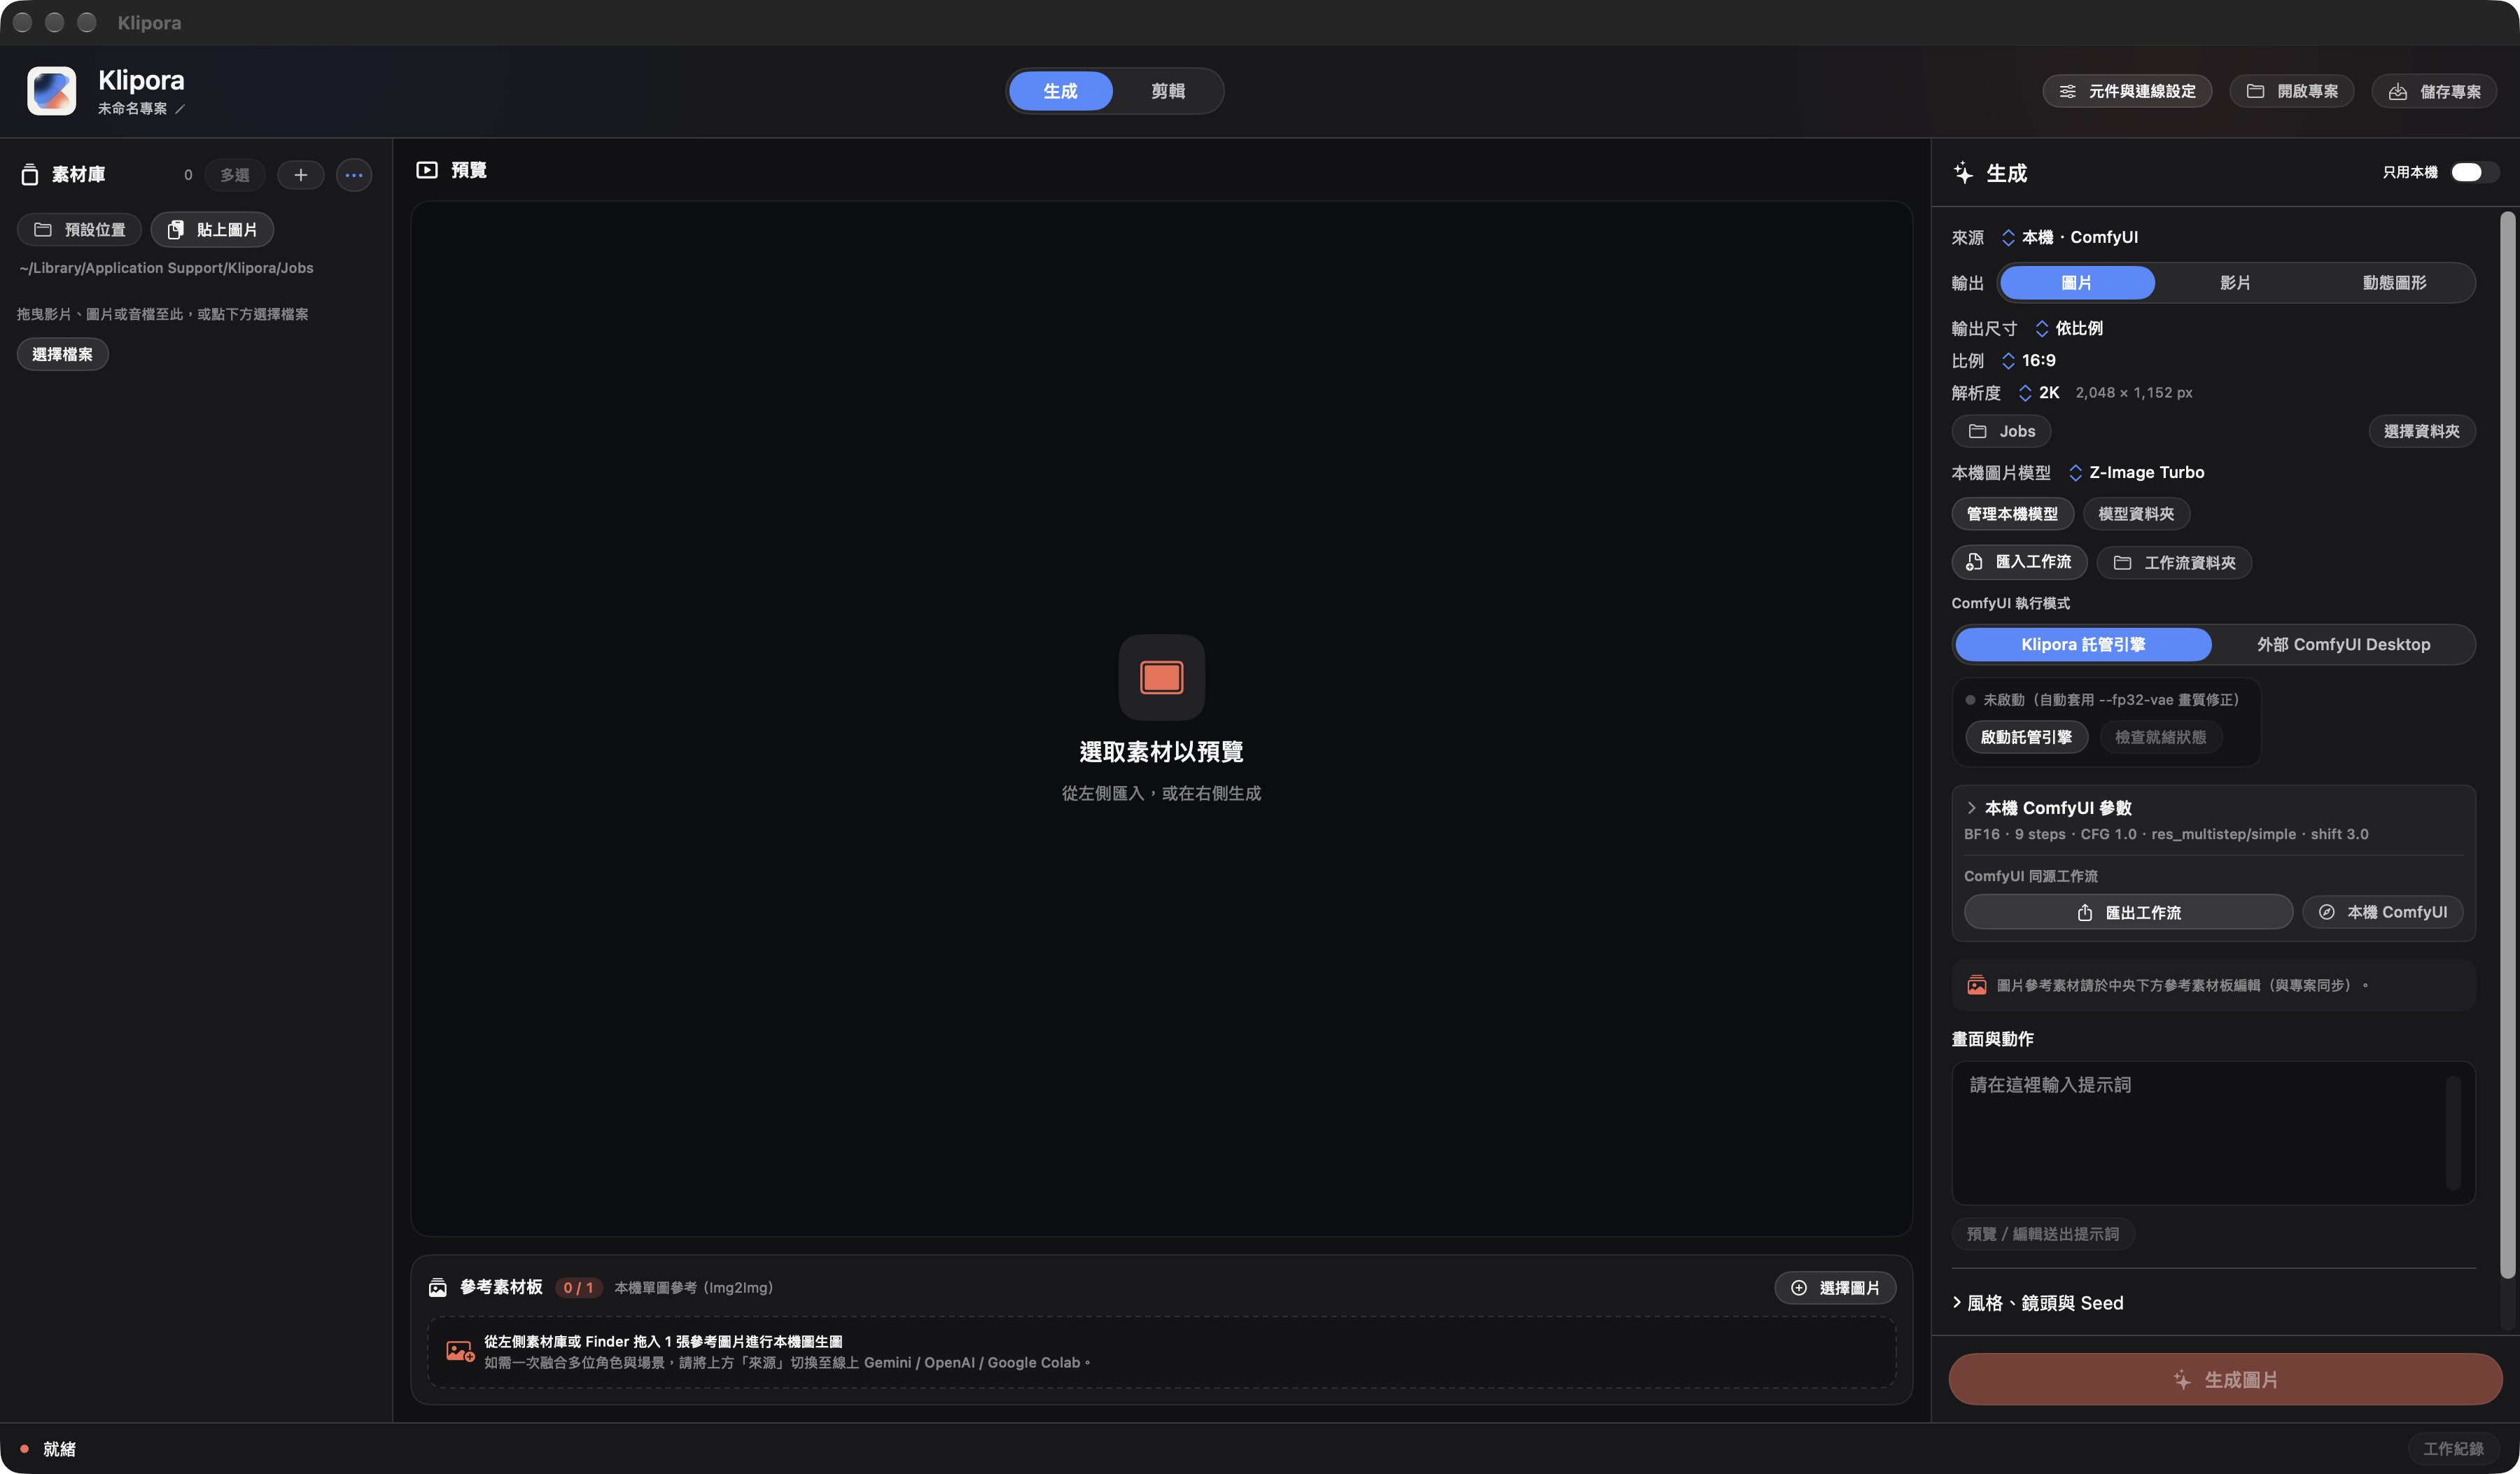 Klipora
Klipora
未命名專案
生成
剪輯
元件與連線設定
開啟專案
儲存專案
素材庫
0
多選
預設位置
貼上圖片
~/Library/Application Support/Klipora/Jobs
拖曳影片、圖片或音檔至此，或點下方選擇檔案
選擇檔案
預覽
選取素材以預覽
從左側匯入，或在右側生成
參考素材板
0 / 1
本機單圖參考 (Img2Img)
選擇圖片
從左側素材庫或 Finder 拖入 1 張參考圖片進行本機圖生圖
如需一次融合多位角色與場景，請將上方「來源」切換至線上 Gemini / OpenAI / Google Colab。
生成
只用本機
來源 本機 · ComfyUI
輸出 圖片 影片 動態圖形
輸出尺寸 依比例
比例 16:9
解析度 2K 2,048 × 1,152 px
Jobs
選擇資料夾
本機圖片模型 Z-Image Turbo
管理本機模型
模型資料夾
匯入工作流
工作流資料夾
ComfyUI 執行模式
Klipora 託管引擎
外部 ComfyUI Desktop
未啟動（自動套用 --fp32-vae 畫質修正）
啟動託管引擎
檢查就緒狀態
本機 ComfyUI 參數
BF16 · 9 steps · CFG 1.0 · res_multistep/simple · shift 3.0
ComfyUI 同源工作流
匯出工作流
本機 ComfyUI
圖片參考素材請於中央下方參考素材板編輯（與專案同步）。
畫面與動作
請在這裡輸入提示詞
預覽 / 編輯送出提示詞
風格、鏡頭與 Seed
生成圖片
就緒
工作紀錄